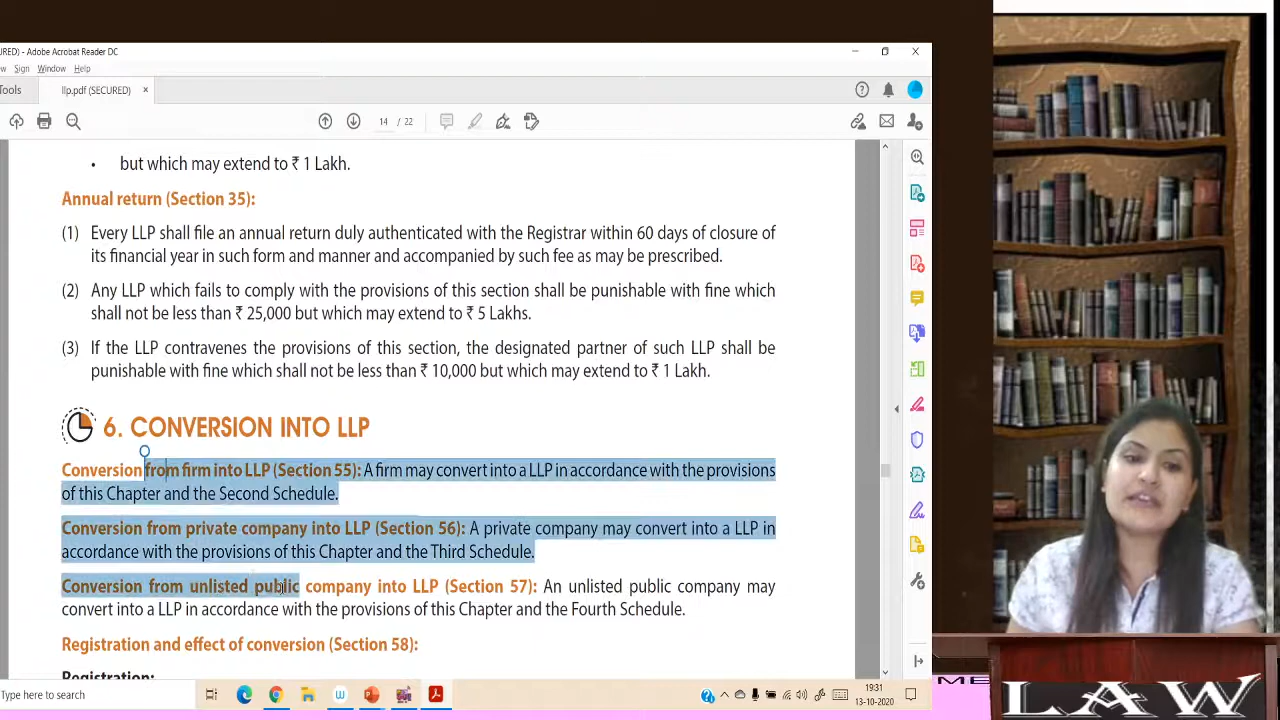 RED) - Adobe Acrobat Reader DC
w Sign Window Help
Tools llp.pdf (SECURED) ×
14 / 22
• but which may extend to ₹ 1 Lakh.
Annual return (Section 35):
(1) Every LLP shall file an annual return duly authenticated with the Registrar within 60 days of closure of
its financial year in such form and manner and accompanied by such fee as may be prescribed.
(2) Any LLP which fails to comply with the provisions of this section shall be punishable with fine which
shall not be less than ₹ 25,000 but which may extend to ₹ 5 Lakhs.
(3) If the LLP contravenes the provisions of this section, the designated partner of such LLP shall be
punishable with fine which shall not be less than ₹ 10,000 but which may extend to ₹ 1 Lakh.
6. CONVERSION INTO LLP
Conversion from firm into LLP (Section 55): A firm may convert into a LLP in accordance with the provisions
of this Chapter and the Second Schedule.
Conversion from private company into LLP (Section 56): A private company may convert into a LLP in
accordance with the provisions of this Chapter and the Third Schedule.
Conversion from unlisted public company into LLP (Section 57): An unlisted public company may
convert into a LLP in accordance with the provisions of this Chapter and the Fourth Schedule.
Registration and effect of conversion (Section 58):
Registration:
Type here to search
19:31
13-10-2020
LAW